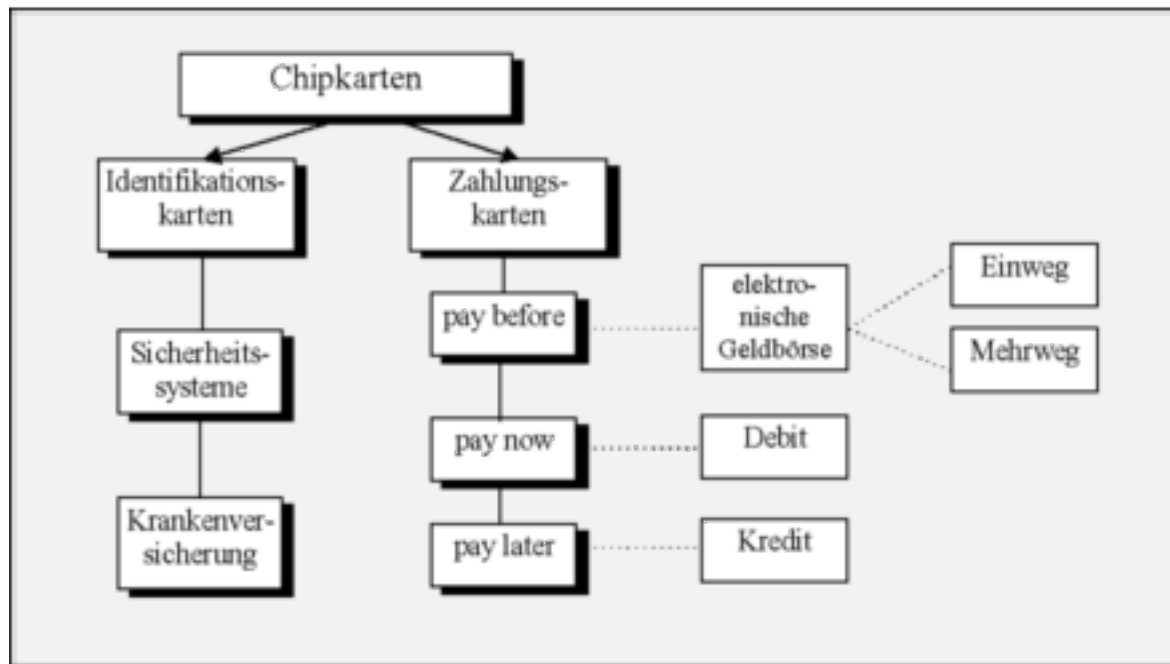 Chipkarten
Identifikations-
karten
Zahlungs-
karten
Sicherheits-
systeme
Krankenver-
sicherung
pay before
pay now
pay later
elektro-
nische
Geldbörse
Einweg
Mehrweg
Debit
Kredit